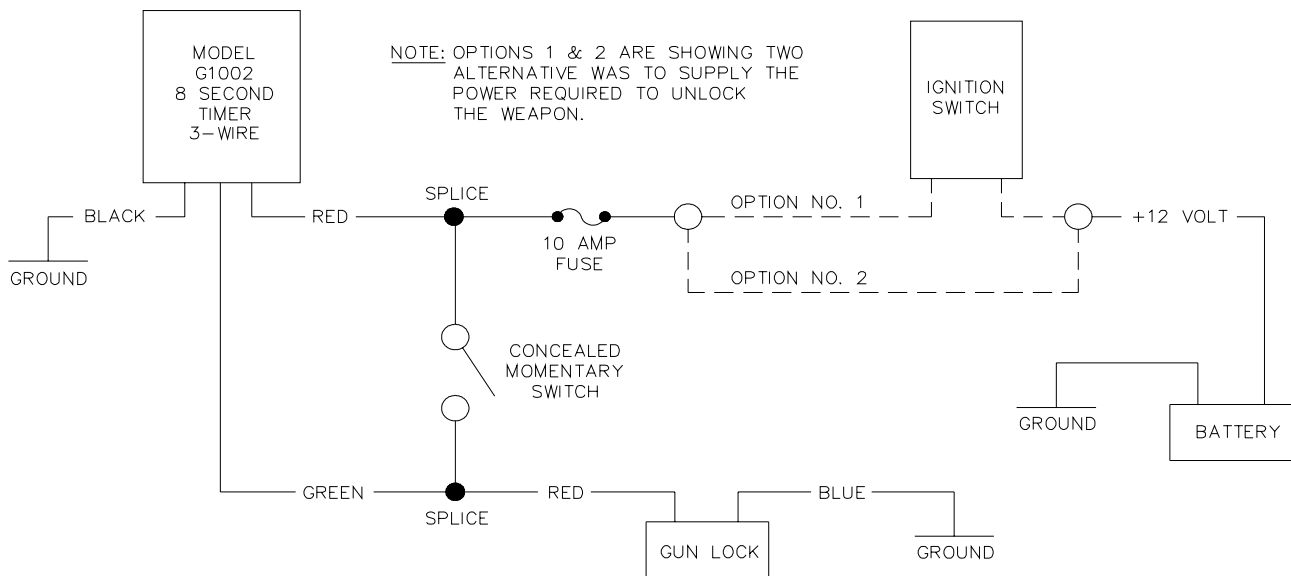 MODEL
G1002
8 SECOND
TIMER
3-WIRE
NOTE: OPTIONS 1 & 2 ARE SHOWING TWO
ALTERNATIVE WAS TO SUPPLY THE
POWER REQUIRED TO UNLOCK
THE WEAPON.
IGNITION
SWITCH
BLACK
RED
SPLICE
OPTION NO. 1
+12 VOLT
10 AMP
FUSE
GROUND
OPTION NO. 2
CONCEALED
MOMENTARY
SWITCH
GROUND
BATTERY
GREEN
SPLICE
RED
BLUE
GUN LOCK
GROUND